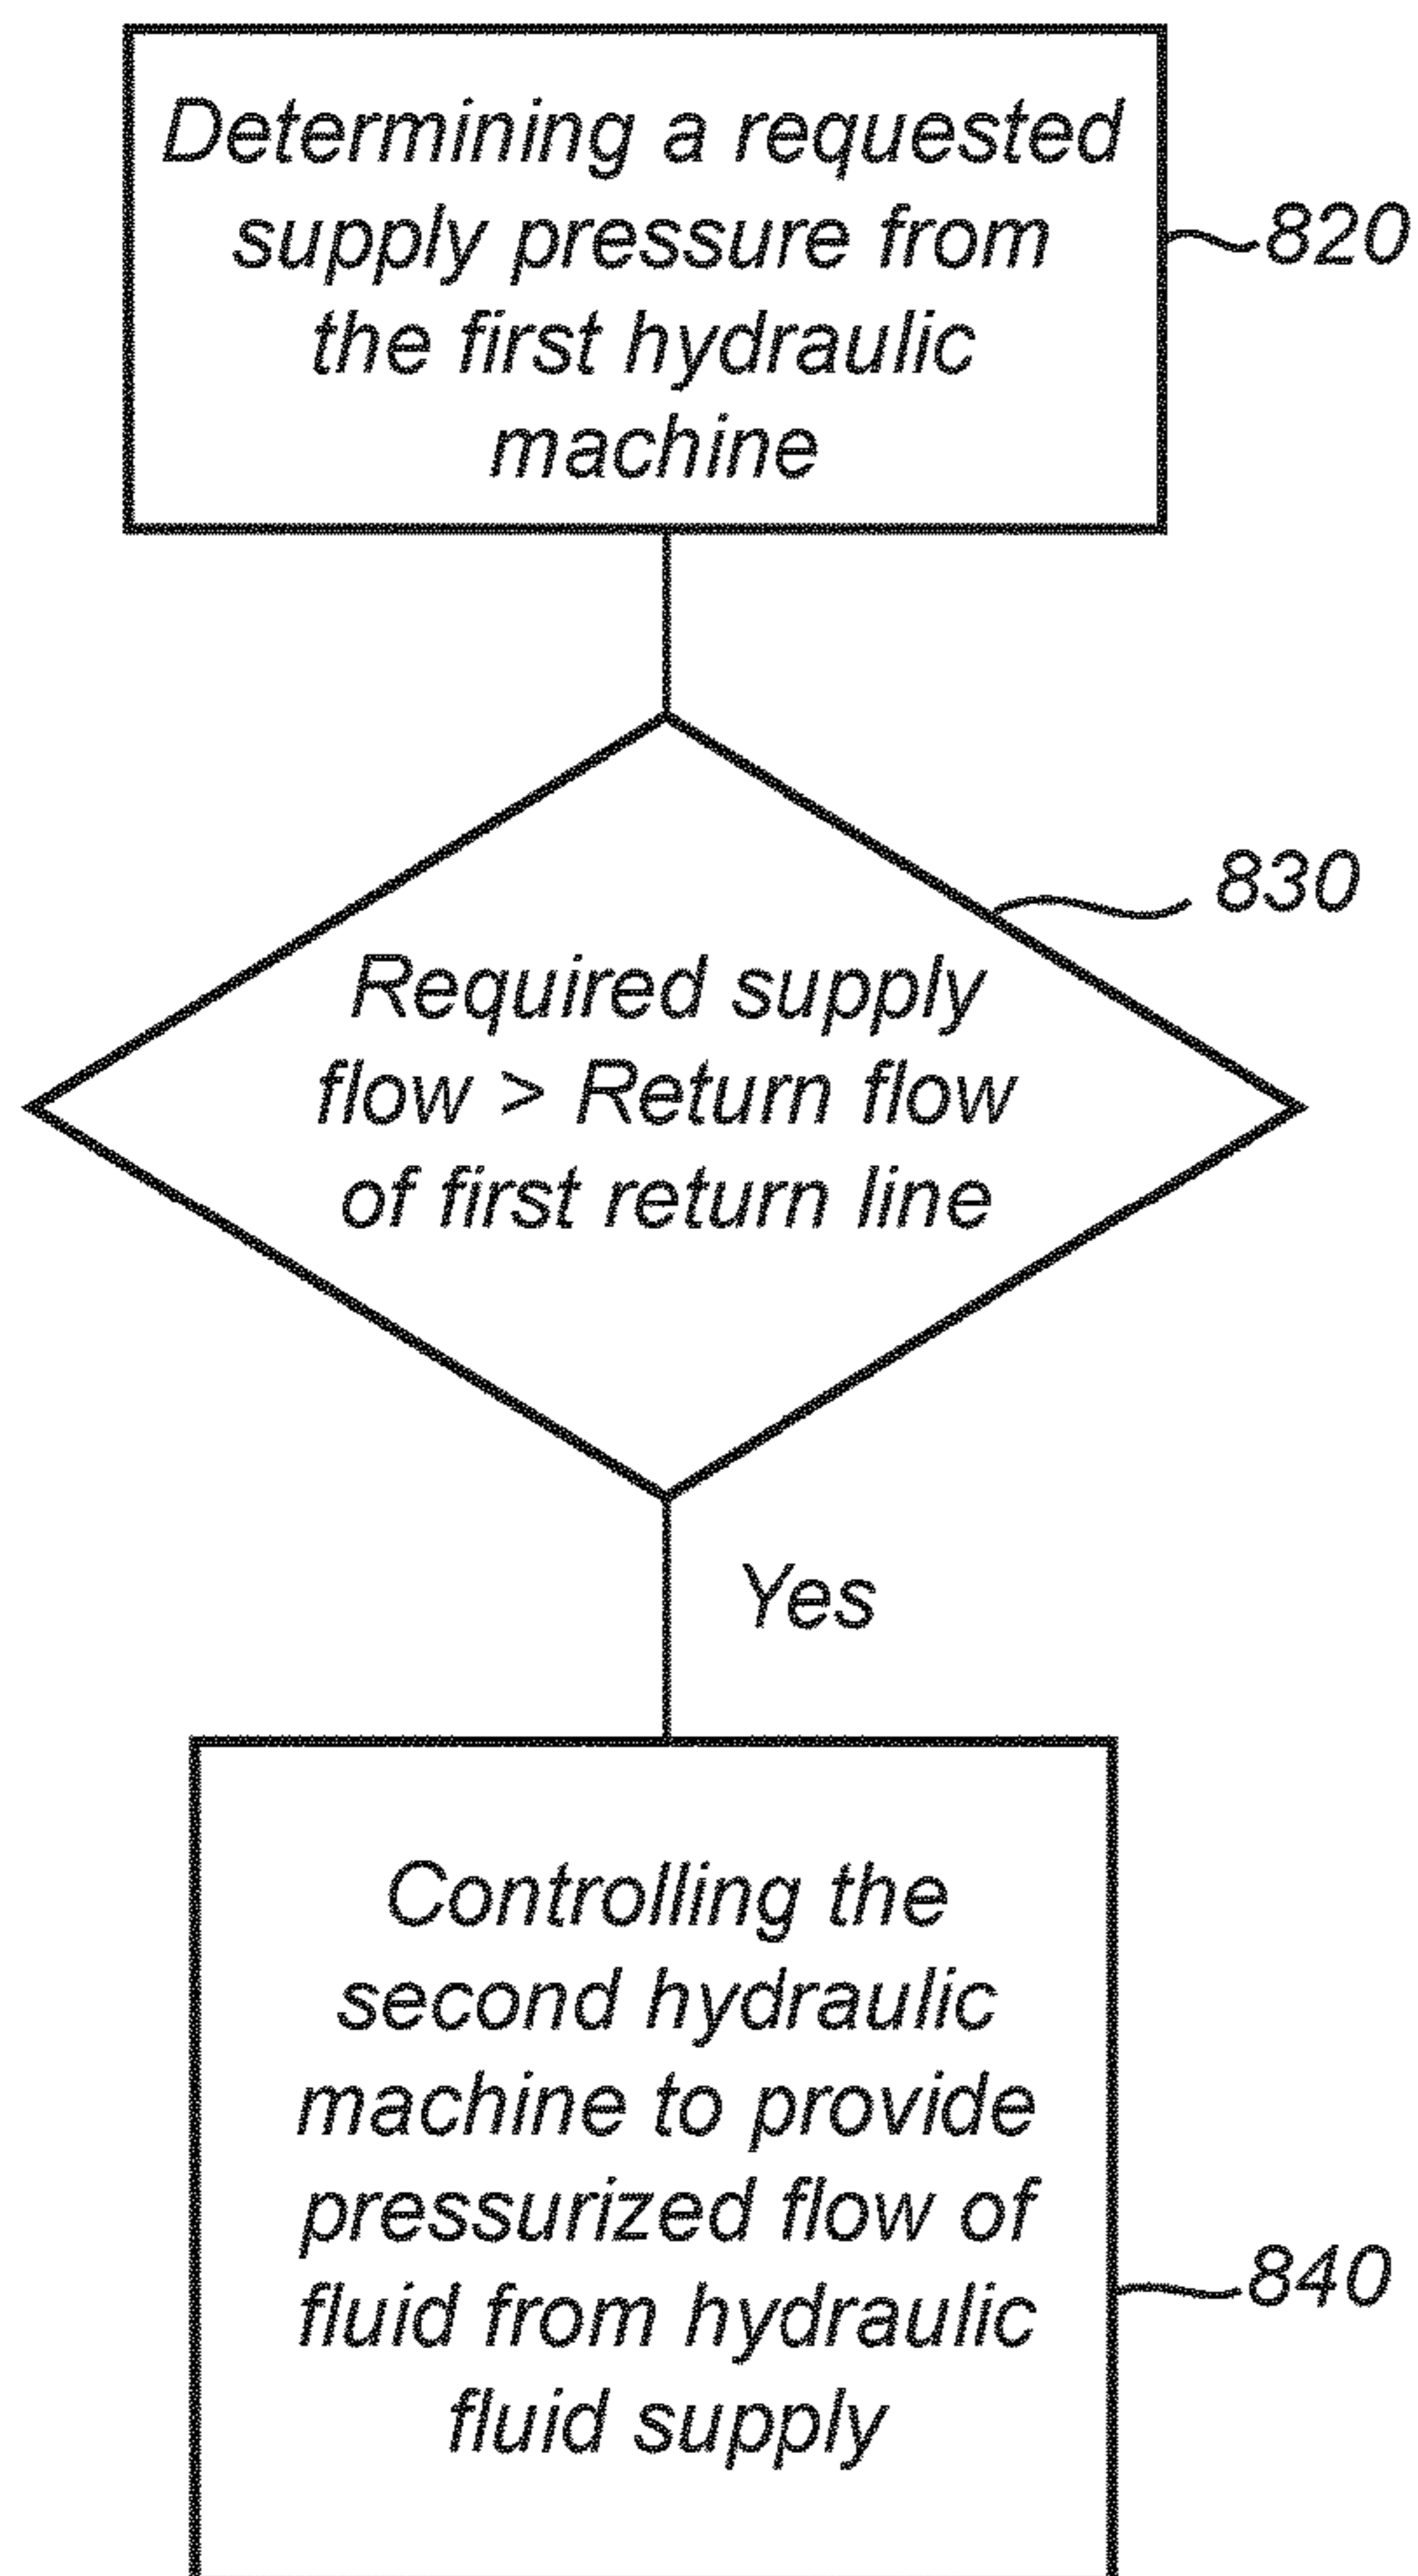 Determining a requested
supply pressure from
the first hydraulic
machine
820
830
Required supply
flow > Return flow
of first return line
Yes
Controlling the
second hydraulic
machine to provide
pressurized flow of
fluid from hydraulic
fluid supply
840